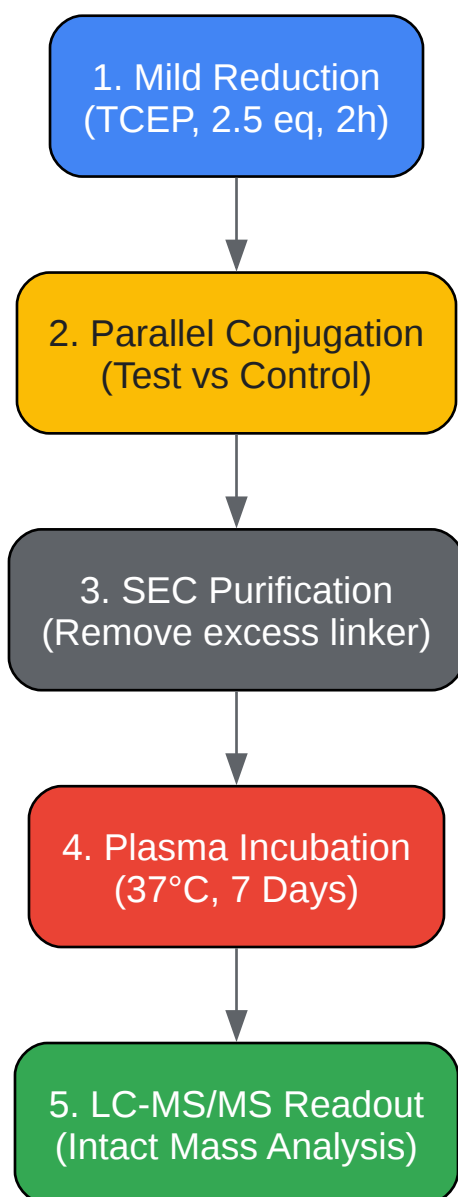 1. Mild Reduction
(TCEP, 2.5 eq, 2h)
2. Parallel Conjugation
(Test vs Control)
3. SEC Purification
(Remove excess linker)
4. Plasma Incubation
(37°C, 7 Days)
5. LC-MS/MS Readout
(Intact Mass Analysis)